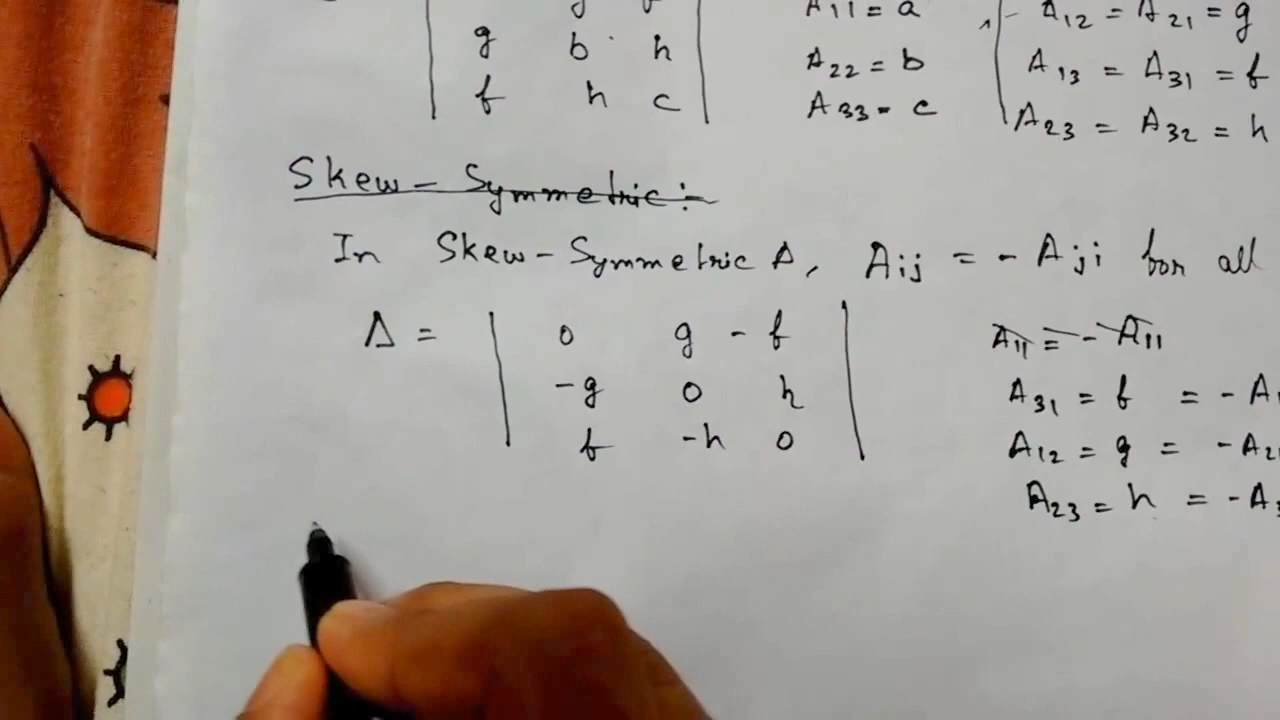 A11 = a A12 = A21 = g
g b h A22 = b A13 = A31 = f
f h c A33 = c A23 = A32 = h
Skew-Symmetric:-
In Skew-Symmetric Δ, Aij = - Aji for all
Δ = 0 g -f A11 = -A11
-g 0 h A31 = f = -A
f -h 0 A12 = g = -A2
A23 = h = -A3